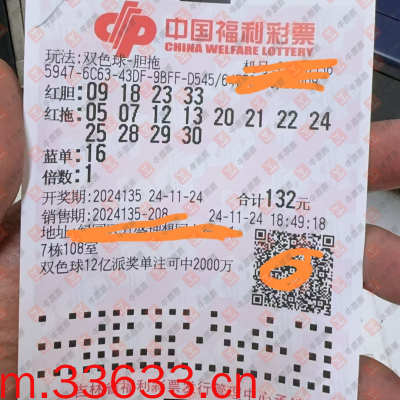 中国福利彩票
CHINA WELFARE LOTTERY
玩法:双色球-胆拖
5947-6C63-43DF-9BFF-D545/6
红胆:09 18 23 33
红拖:05 07 12 13 20 21 22 24
25 28 29 30
蓝单:16
倍数:1
开奖期:2024135 24-11-24 合计132元
销售期:2024135-208 24-11-24 18:49:18
地址:
7栋108室
双色球12亿派奖单注可中2000万
m.33633.cn